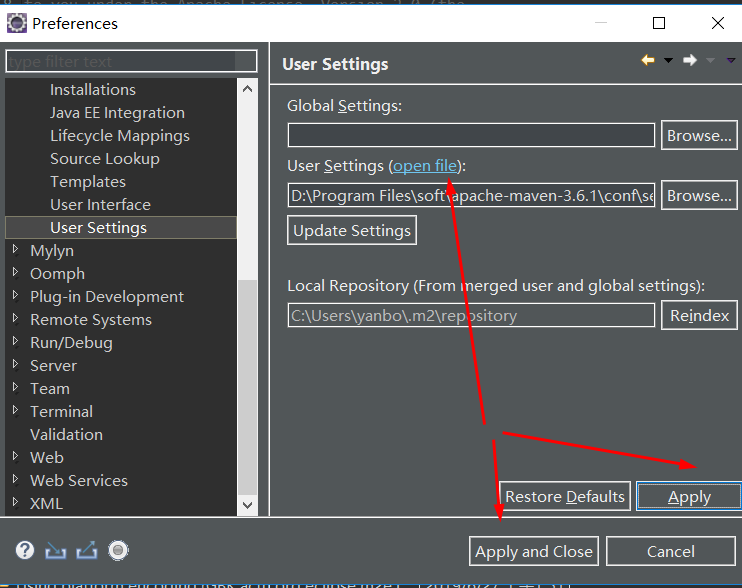 Preferences
type filter text
Installations
Java EE Integration
Lifecycle Mappings
Source Lookup
Templates
User Interface
User Settings
Mylyn
Oomph
Plug-in Development
Remote Systems
Run/Debug
Server
Team
Terminal
Validation
Web
Web Services
XML
User Settings
Global Settings:
Browse...
User Settings (open file):
D:\Program Files\soft\apache-maven-3.6.1\conf\se
Browse...
Update Settings
Local Repository (From merged user and global settings):
C:\Users\yanbo\.m2\repository
Reindex
Restore Defaults
Apply
Apply and Close
Cancel